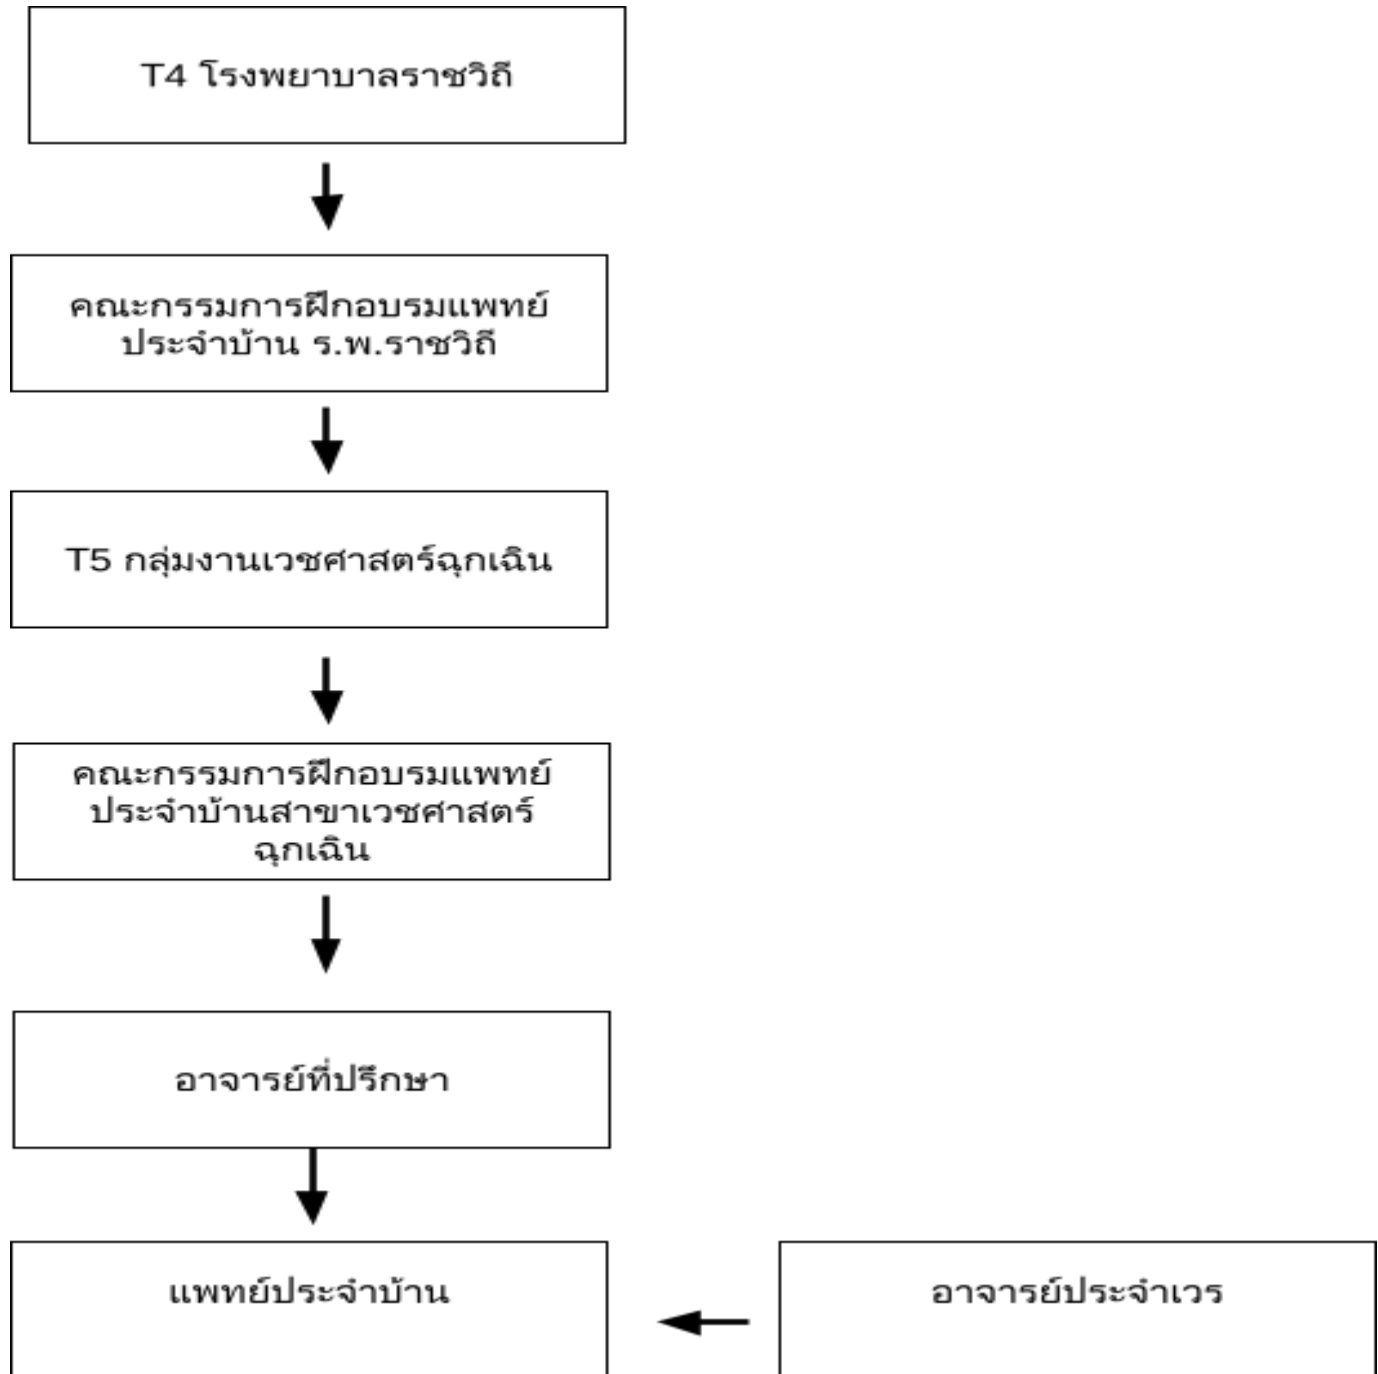 T4 โรงพยาบาลราชวิถี
คณะกรรมการฝึกอบรมแพทย์
ประจำบ้าน ร.พ.ราชวิถี
T5 กลุ่มงานเวชศาสตร์ฉุกเฉิน
คณะกรรมการฝึกอบรมแพทย์
ประจำบ้านสาขาเวชศาสตร์
ฉุกเฉิน
อาจารย์ที่ปรึกษา
แพทย์ประจำบ้าน
อาจารย์ประจำเวร